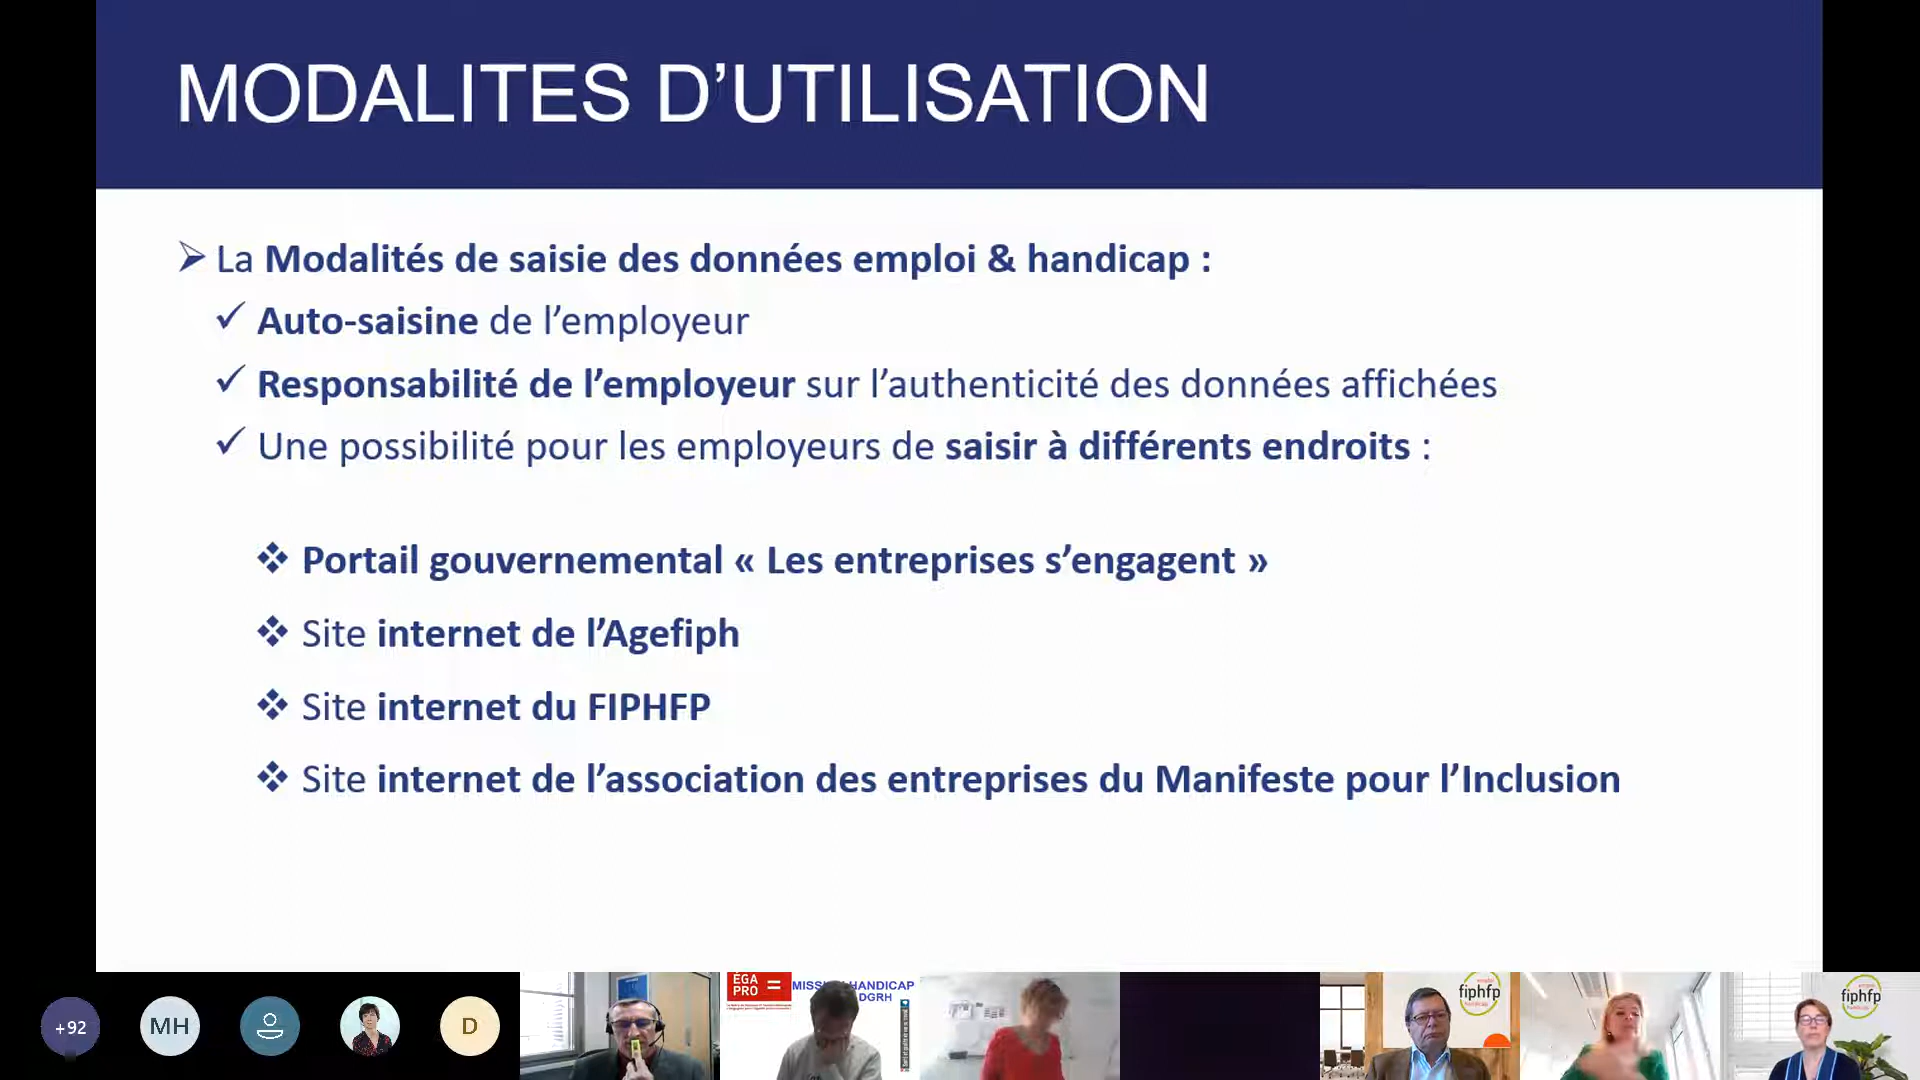 MODALITES D’UTILISATION
La Modalités de saisie des données emploi & handicap :
Auto-saisine de l’employeur
Responsabilité de l’employeur sur l’authenticité des données affichées
Une possibilité pour les employeurs de saisir à différents endroits :
Portail gouvernemental « Les entreprises s’engagent »
Site internet de l’Agefiph
Site internet du FIPHFP
Site internet de l’association des entreprises du Manifeste pour l’Inclusion
+92
MH
D
ÉGA
PRO =
HANDICAP
DGRH
fiphfp
fiphfp